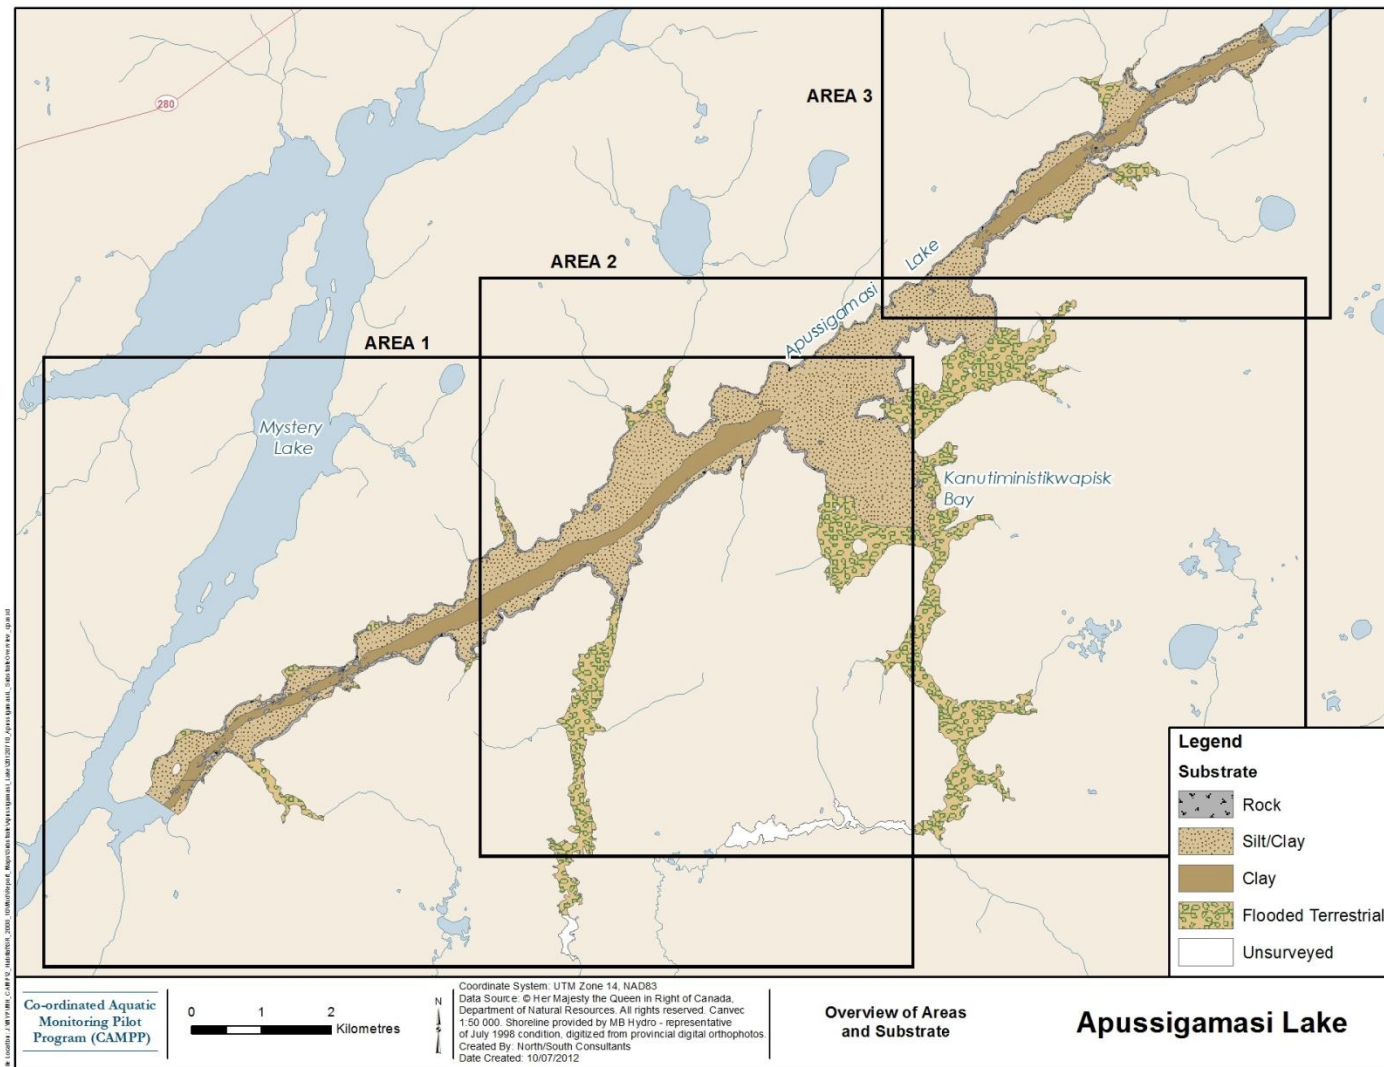 280
AREA 3
AREA 2
Apussigamasi Lake
AREA 1
Mystery
Lake
Kanutiministikwapisk
Bay
Legend
Substrate
Rock
Silt/Clay
Clay
Flooded Terrestrial
Unsurveyed
Co-ordinated Aquatic
Monitoring Pilot
Program (CAMPP)
0 1 2
Kilometres
N
Coordinate System: UTM Zone 14, NAD83
Data Source: © Her Majesty the Queen in Right of Canada,
Department of Natural Resources. All rights reserved. Canvec
1:50 000. Shoreline provided by MB Hydro - representative
of July 1998 condition, digitized from provincial digital orthophotos.
Created By: North/South Consultants
Date Created: 10/07/2012
Overview of Areas
and Substrate
Apussigamasi Lake